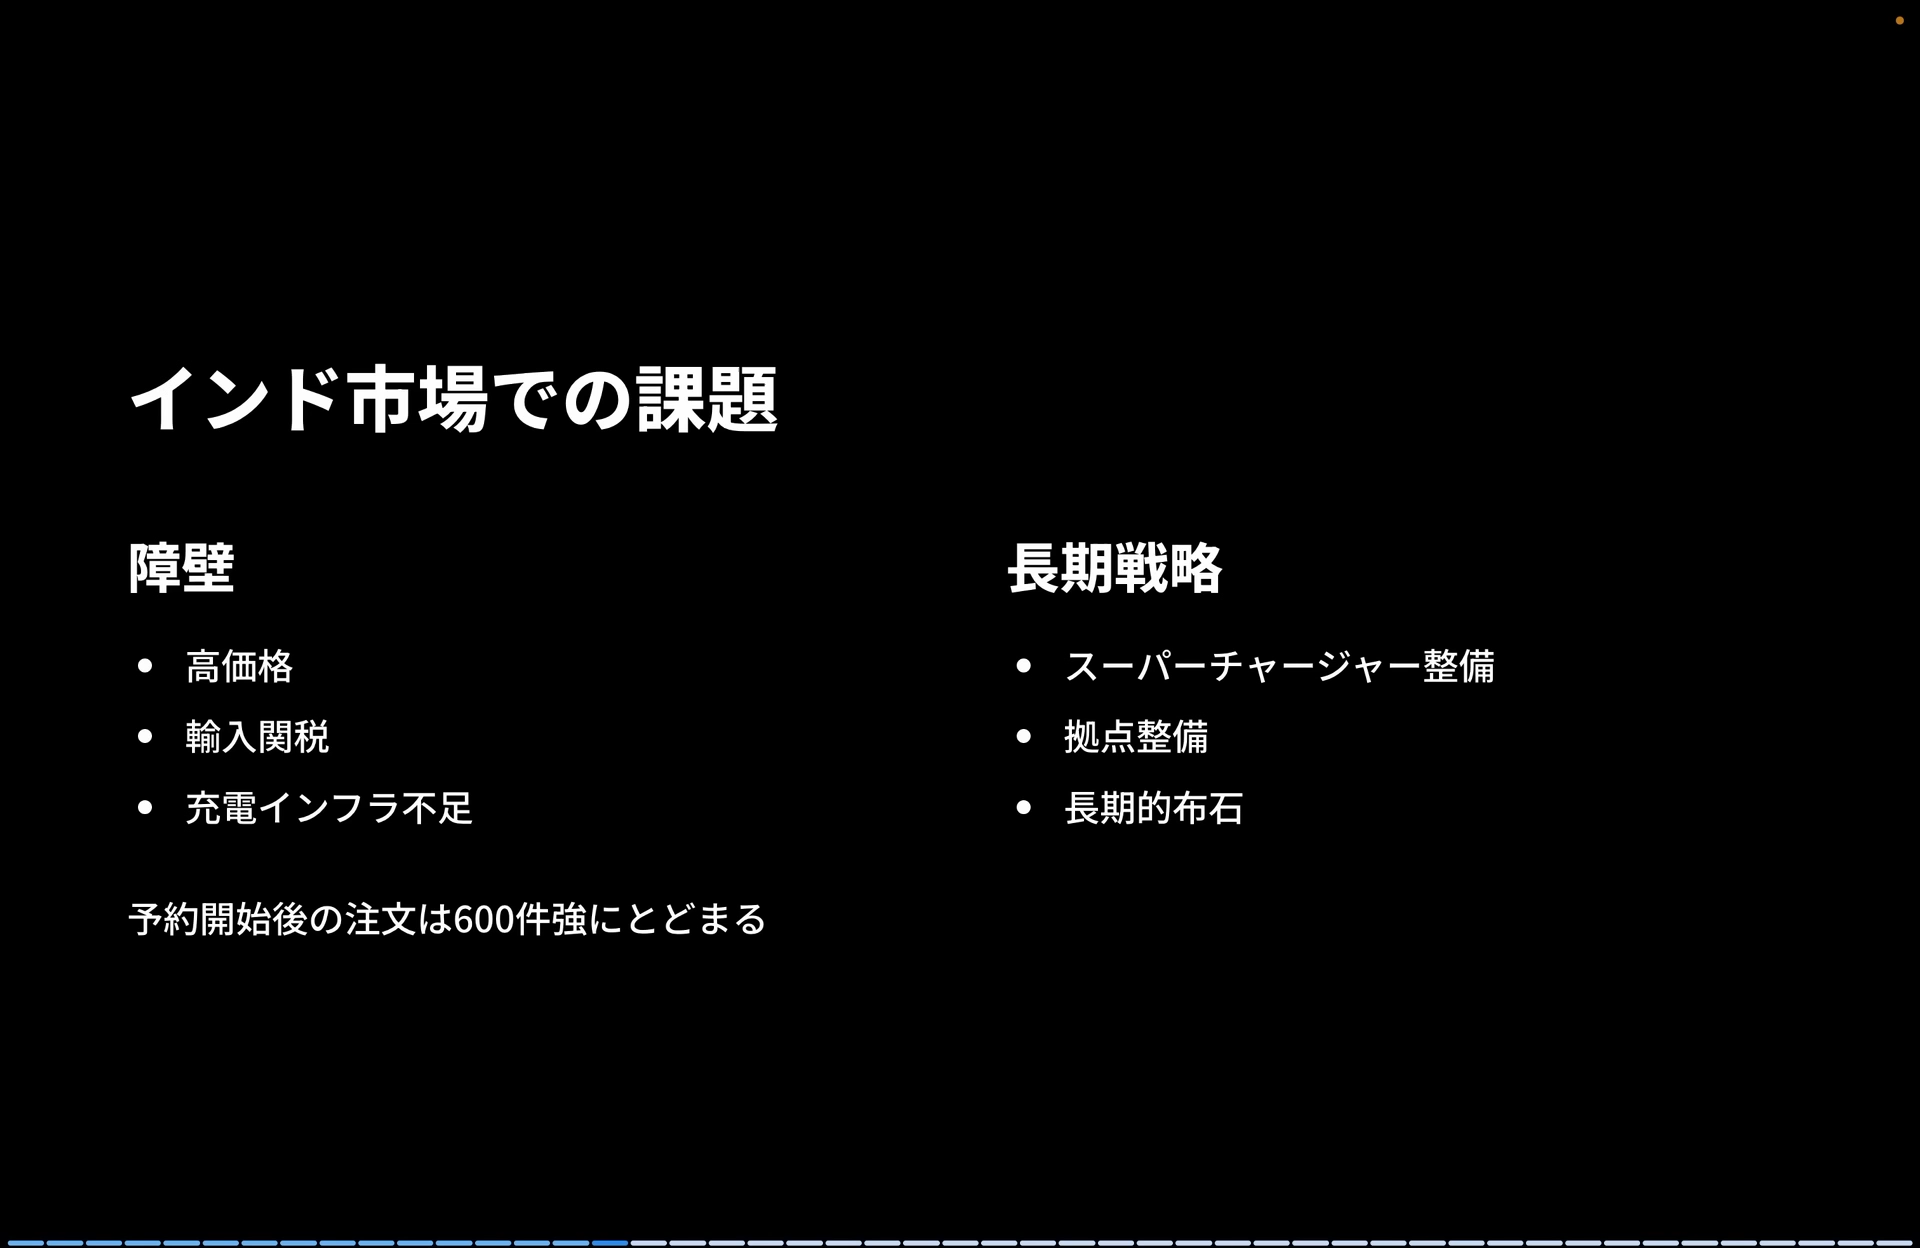 インド市場での課題
障壁
• 高価格
• 輸入関税
• 充電インフラ不足
予約開始後の注文は600件強にとどまる
長期戦略
• スーパーチャージャー整備
• 拠点整備
• 長期的布石